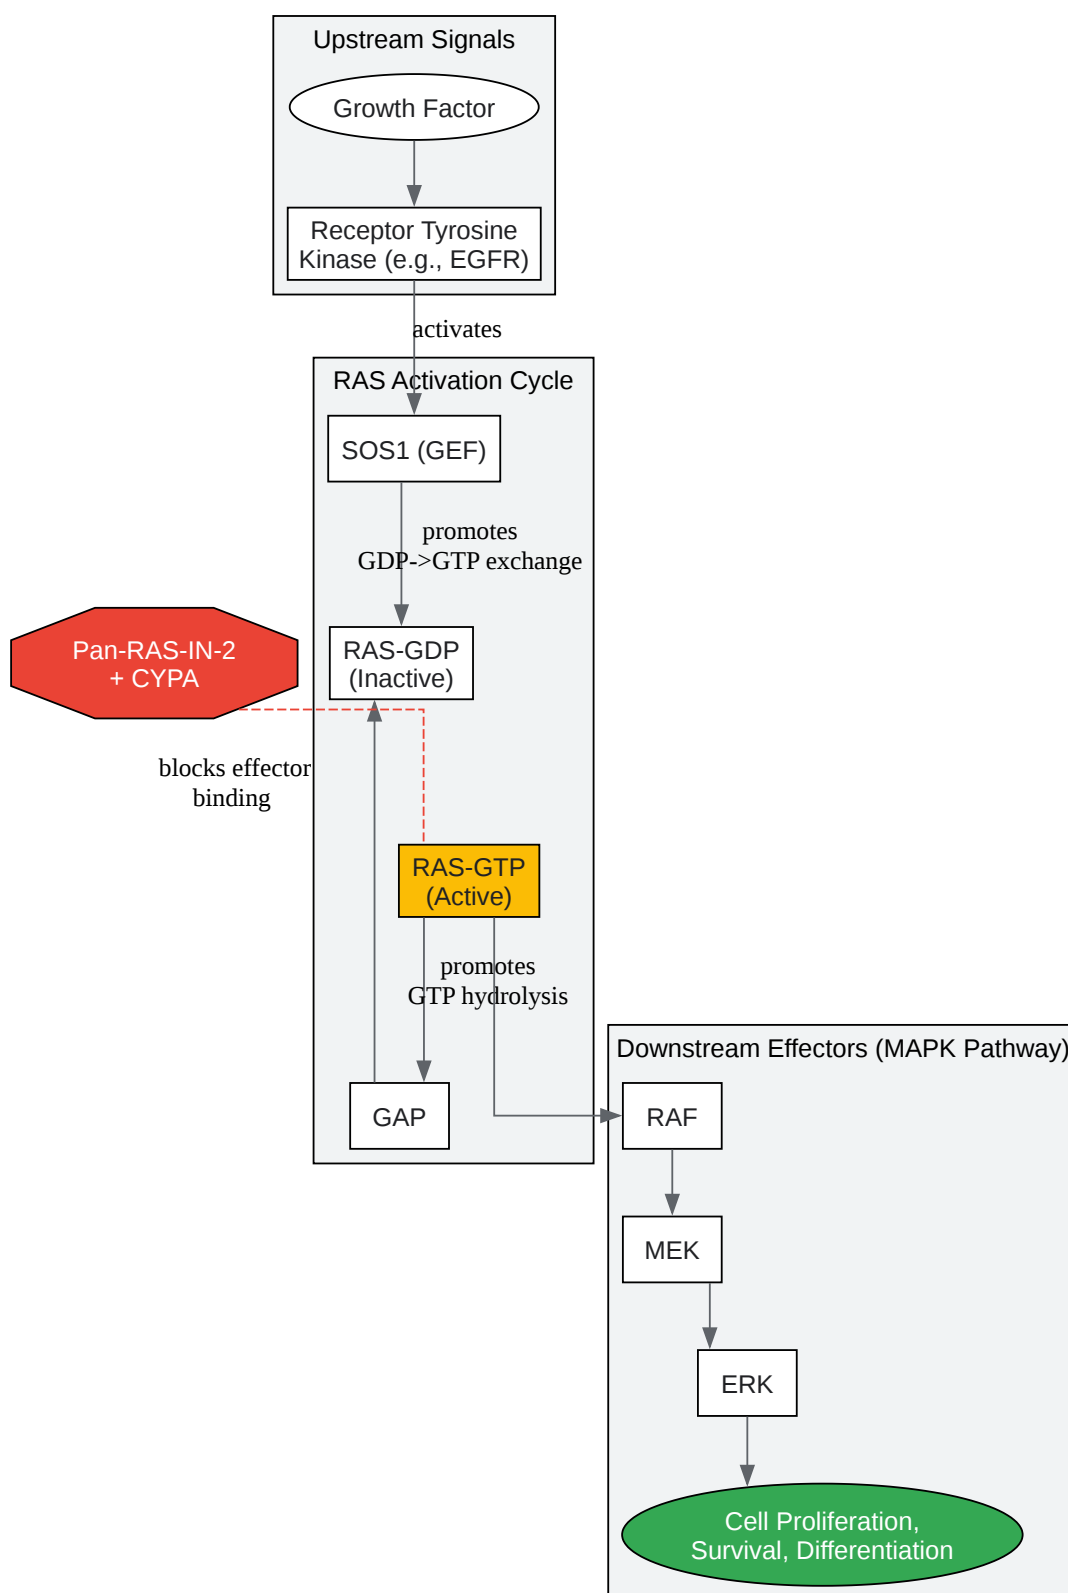 Upstream Signals
Growth Factor
Receptor Tyrosine
Kinase (e.g., EGFR)
activates
RAS Activation Cycle
SOS1 (GEF)
promotes
GDP->GTP exchange
Pan-RAS-IN-2
+ CYPA
RAS-GDP
(Inactive)
blocks effector
binding
RAS-GTP
(Active)
promotes
GTP hydrolysis
GAP
Downstream Effectors (MAPK Pathway)
RAF
MEK
ERK
Cell Proliferation,
Survival, Differentiation